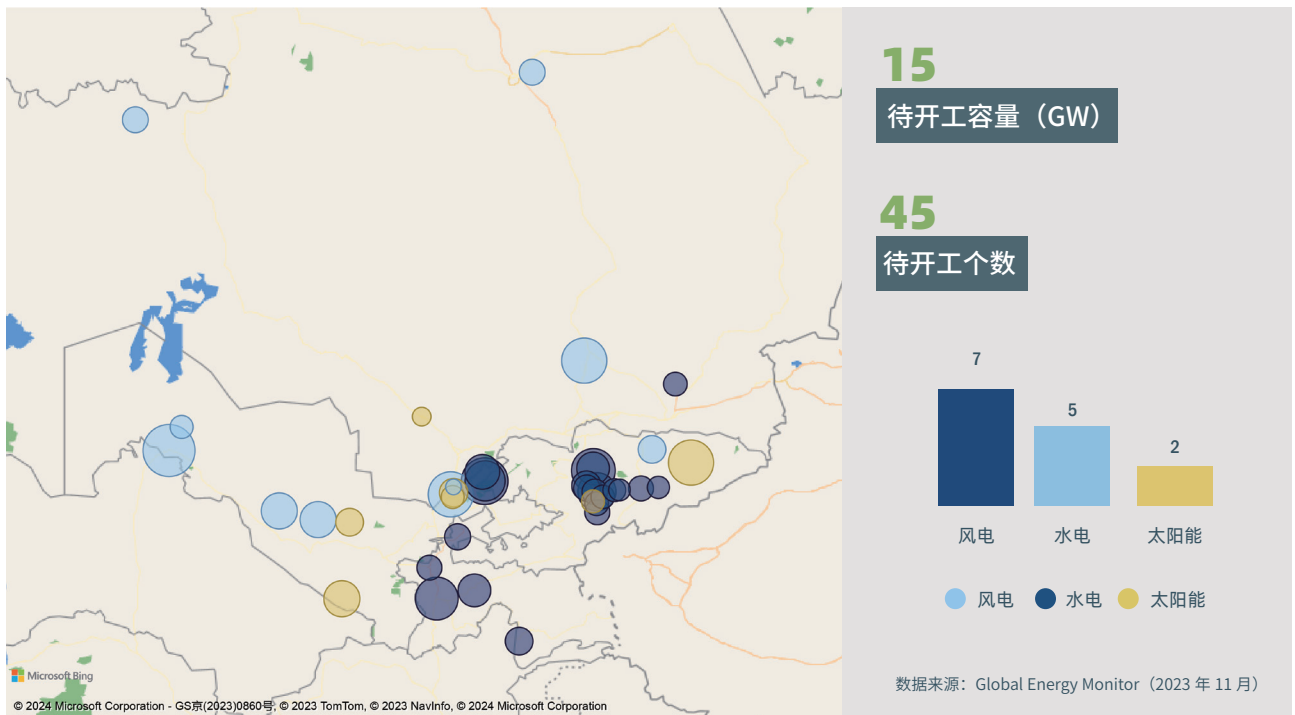 15
待开工容量（GW）
45
待开工个数
7
5
2
风电
水电
太阳能
风电
水电
太阳能
数据来源：Global Energy Monitor（2023 年 11 月）
Microsoft Bing
© 2024 Microsoft Corporation - GS京(2023)0860号, © 2023 TomTom, © 2023 NavInfo, © 2024 Microsoft Corporation